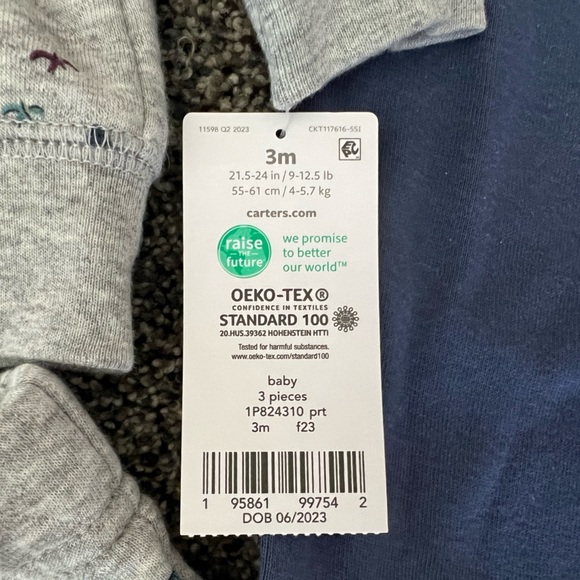 11598 Q2 2023 CKT117616-SSI
3m
21.5-24 in / 9-12.5 lb
55-61 cm / 4-5.7 kg
carters.com
raise
THE
future
we promise
to better
our world™
OEKO-TEX®
CONFIDENCE IN TEXTILES
STANDARD 100
20.HUS.39362 HOHENSTEIN HTTI
Tested for harmful substances.
www.oeko-tex.com/standard100
baby
3 pieces
1P824310 prt
3m f23
1 95861 99754 2
DOB 06/2023